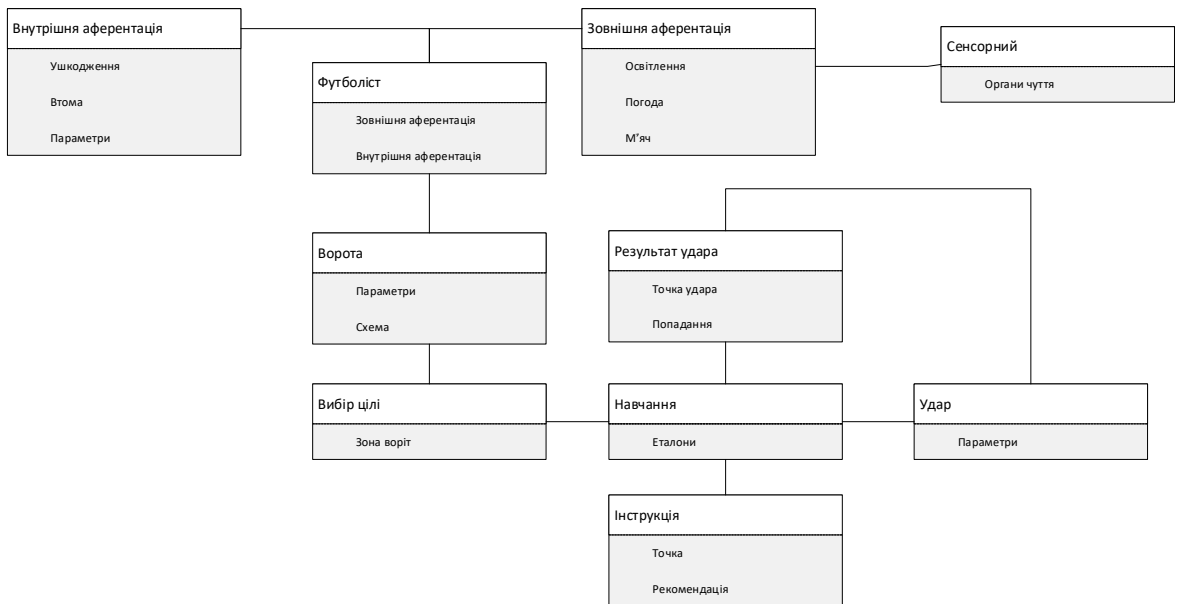 Внутрішня аферентація
Ушкодження
Втома
Параметри
Зовнішня аферентація
Освітлення
Погода
М'яч
Сенсорний
Органи чуття
Футболіст
Зовнішня аферентація
Внутрішня аферентація
Ворота
Параметри
Схема
Результат удара
Точка удара
Попадання
Вибір цілі
Зона воріт
Навчання
Еталони
Удар
Параметри
Інструкція
Точка
Рекомендація